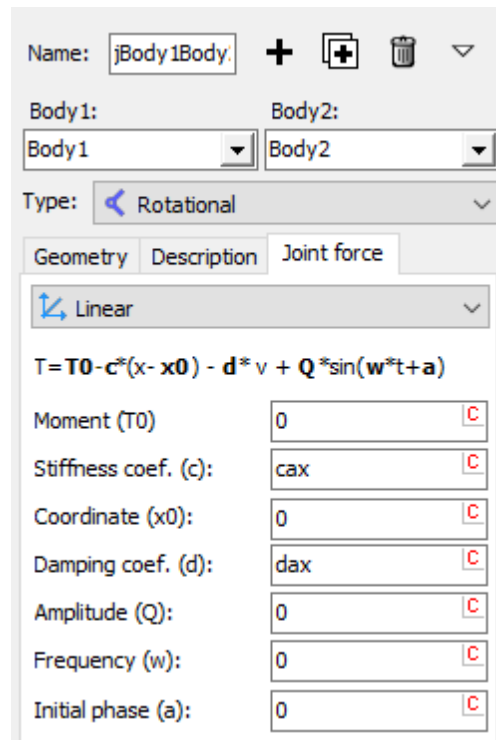 Name: jBody1Body
Body1: Body2:
Body1 Body2
Type: Rotational
Geometry Description Joint force
Linear
T=T0-c*(x-x0) - d* v + Q*sin(w*t+a)
Moment (T0) 0 C
Stiffness coef. (c): cax C
Coordinate (x0): 0 C
Damping coef. (d): dax C
Amplitude (Q): 0 C
Frequency (w): 0 C
Initial phase (a): 0 C